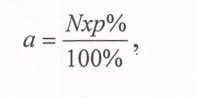 a = Nxp% / 100% ,